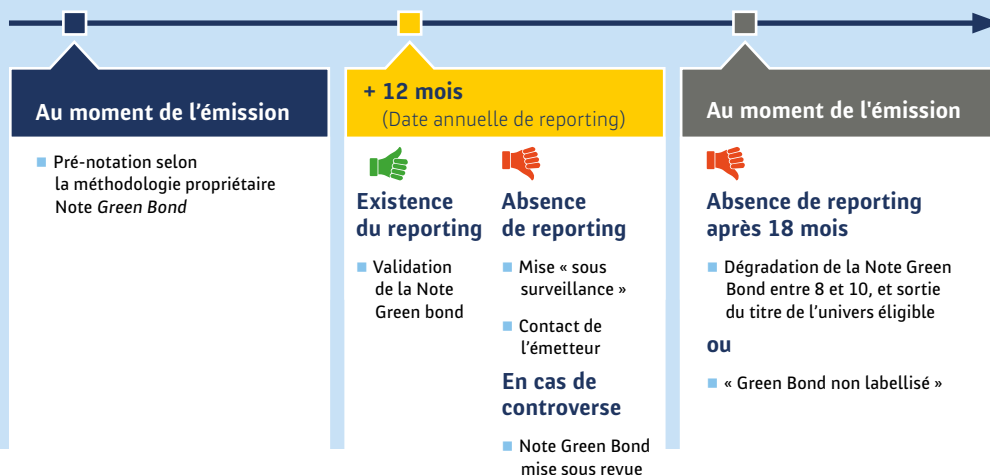 Au moment de l’émission
Pré-notation selon
la méthodologie propriétaire
Note Green Bond
+ 12 mois
(Date annuelle de reporting)
Existence
du reporting
Validation
de la Note
Green bond
Absence
de reporting
Mise « sous
surveillance »
Contact de
l’émetteur
En cas de
controverse
Note Green Bond
mise sous revue
Au moment de l'émission
Absence de reporting
après 18 mois
Dégradation de la Note Green
Bond entre 8 et 10, et sortie
du titre de l’univers éligible
ou
« Green Bond non labellisé »